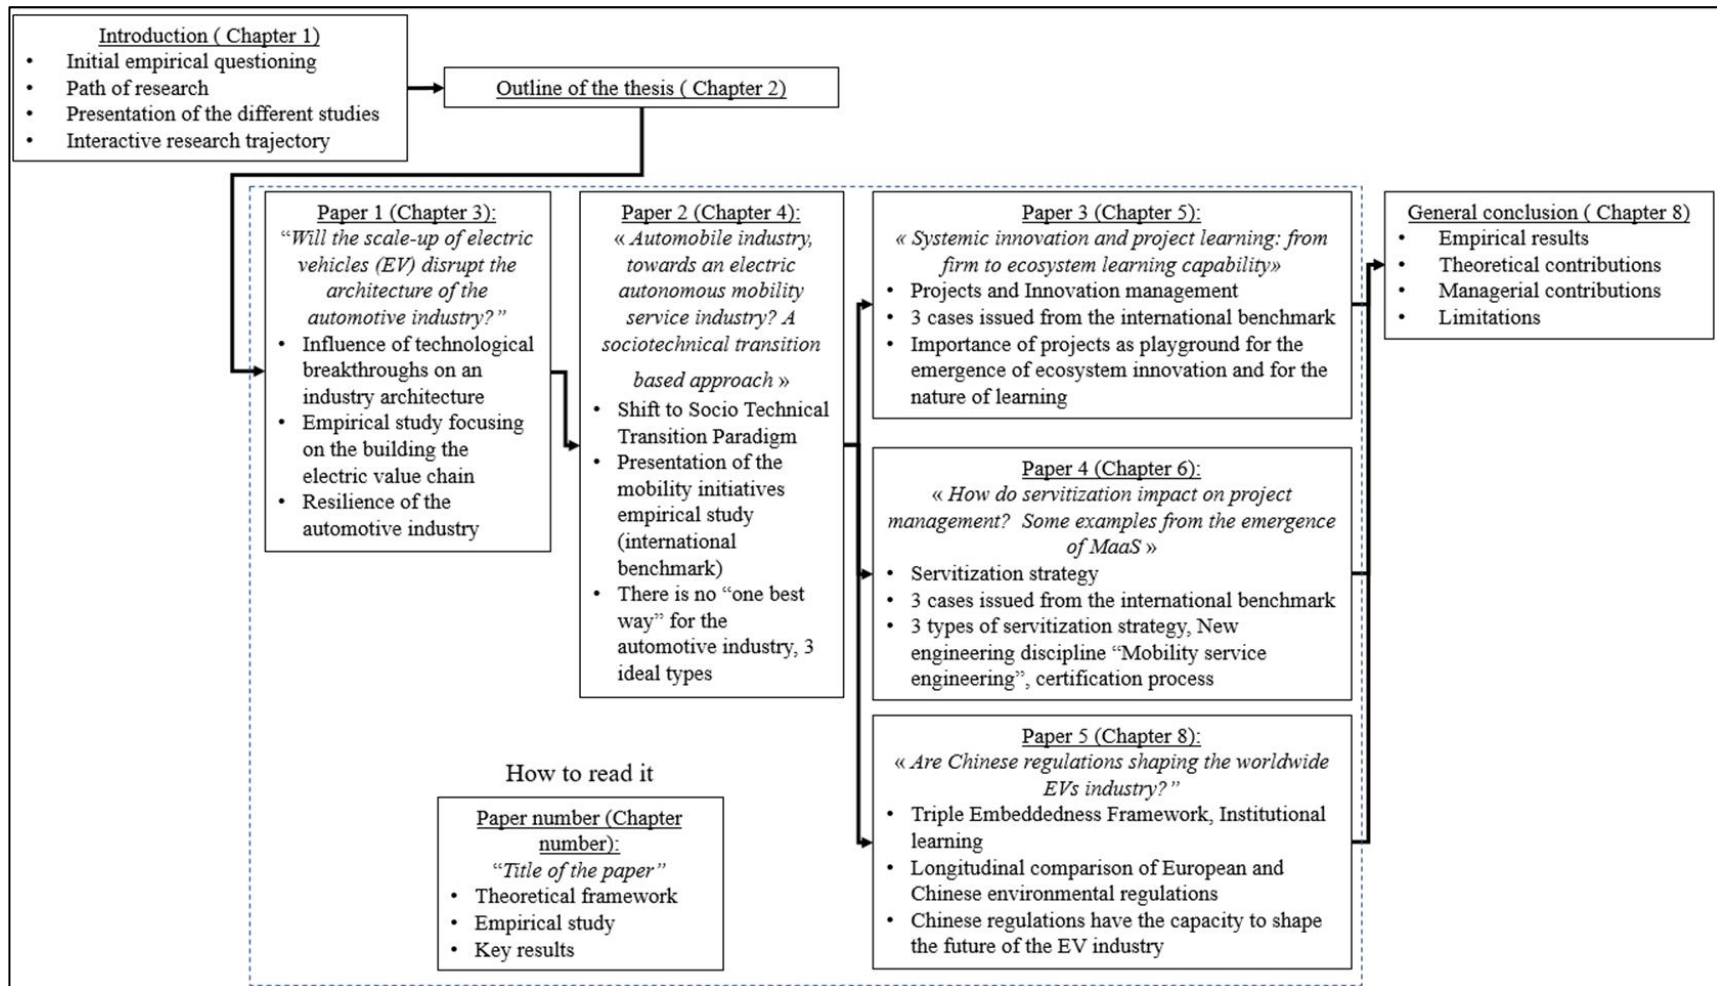 Introduction ( Chapter 1)
• Initial empirical questioning
• Path of research
• Presentation of the different studies
• Interactive research trajectory
Outline of the thesis ( Chapter 2)
Paper 1 (Chapter 3):
“Will the scale-up of electric
vehicles (EV) disrupt the
architecture of the
automotive industry?”
• Influence of technological
breakthroughs on an
industry architecture
• Empirical study focusing
on the building the
electric value chain
• Resilience of the
automotive industry
Paper 2 (Chapter 4):
« Automobile industry,
towards an electric
autonomous mobility
service industry? A
sociotechnical transition
based approach »
• Shift to Socio Technical
Transition Paradigm
• Presentation of the
mobility initiatives
empirical study
(international
benchmark)
• There is no “one best
way” for the
automotive industry, 3
ideal types
Paper 3 (Chapter 5):
« Systemic innovation and project learning: from
firm to ecosystem learning capability»
• Projects and Innovation management
• 3 cases issued from the international benchmark
• Importance of projects as playground for the
emergence of ecosystem innovation and for the
nature of learning
Paper 4 (Chapter 6):
« How do servitization impact on project
management? Some examples from the emergence
of MaaS »
• Servitization strategy
• 3 cases issued from the international benchmark
• 3 types of servitization strategy, New
engineering discipline “Mobility service
engineering”, certification process
Paper 5 (Chapter 8):
« Are Chinese regulations shaping the worldwide
EVs industry?”
• Triple Embeddedness Framework, Institutional
learning
• Longitudinal comparison of European and
Chinese environmental regulations
• Chinese regulations have the capacity to shape
the future of the EV industry
General conclusion ( Chapter 8)
• Empirical results
• Theoretical contributions
• Managerial contributions
• Limitations
How to read it
Paper number (Chapter
number):
“Title of the paper”
• Theoretical framework
• Empirical study
• Key results